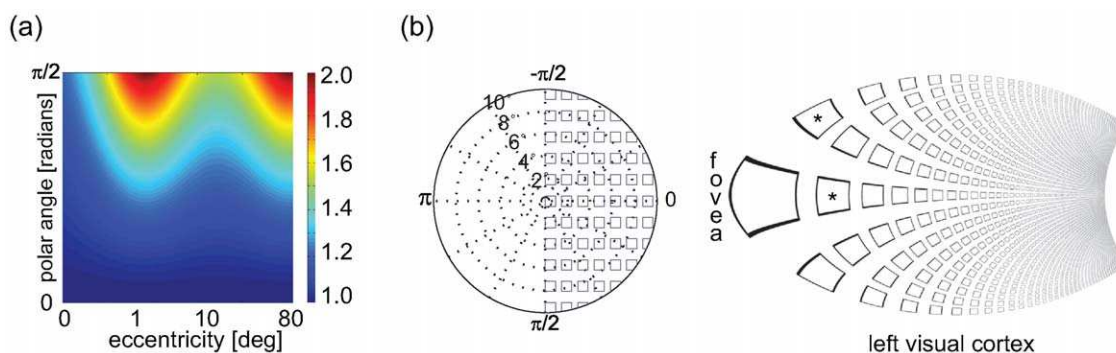 (a)
(b)
π/2
2.0
1.8
1.6
1.4
1.2
1.0
polar angle [radians]
0
0 1 10 80
eccentricity [deg]
-π/2
10°
8°
6°
4°
2°
π
0
π/2
fovea
*
*
left visual cortex